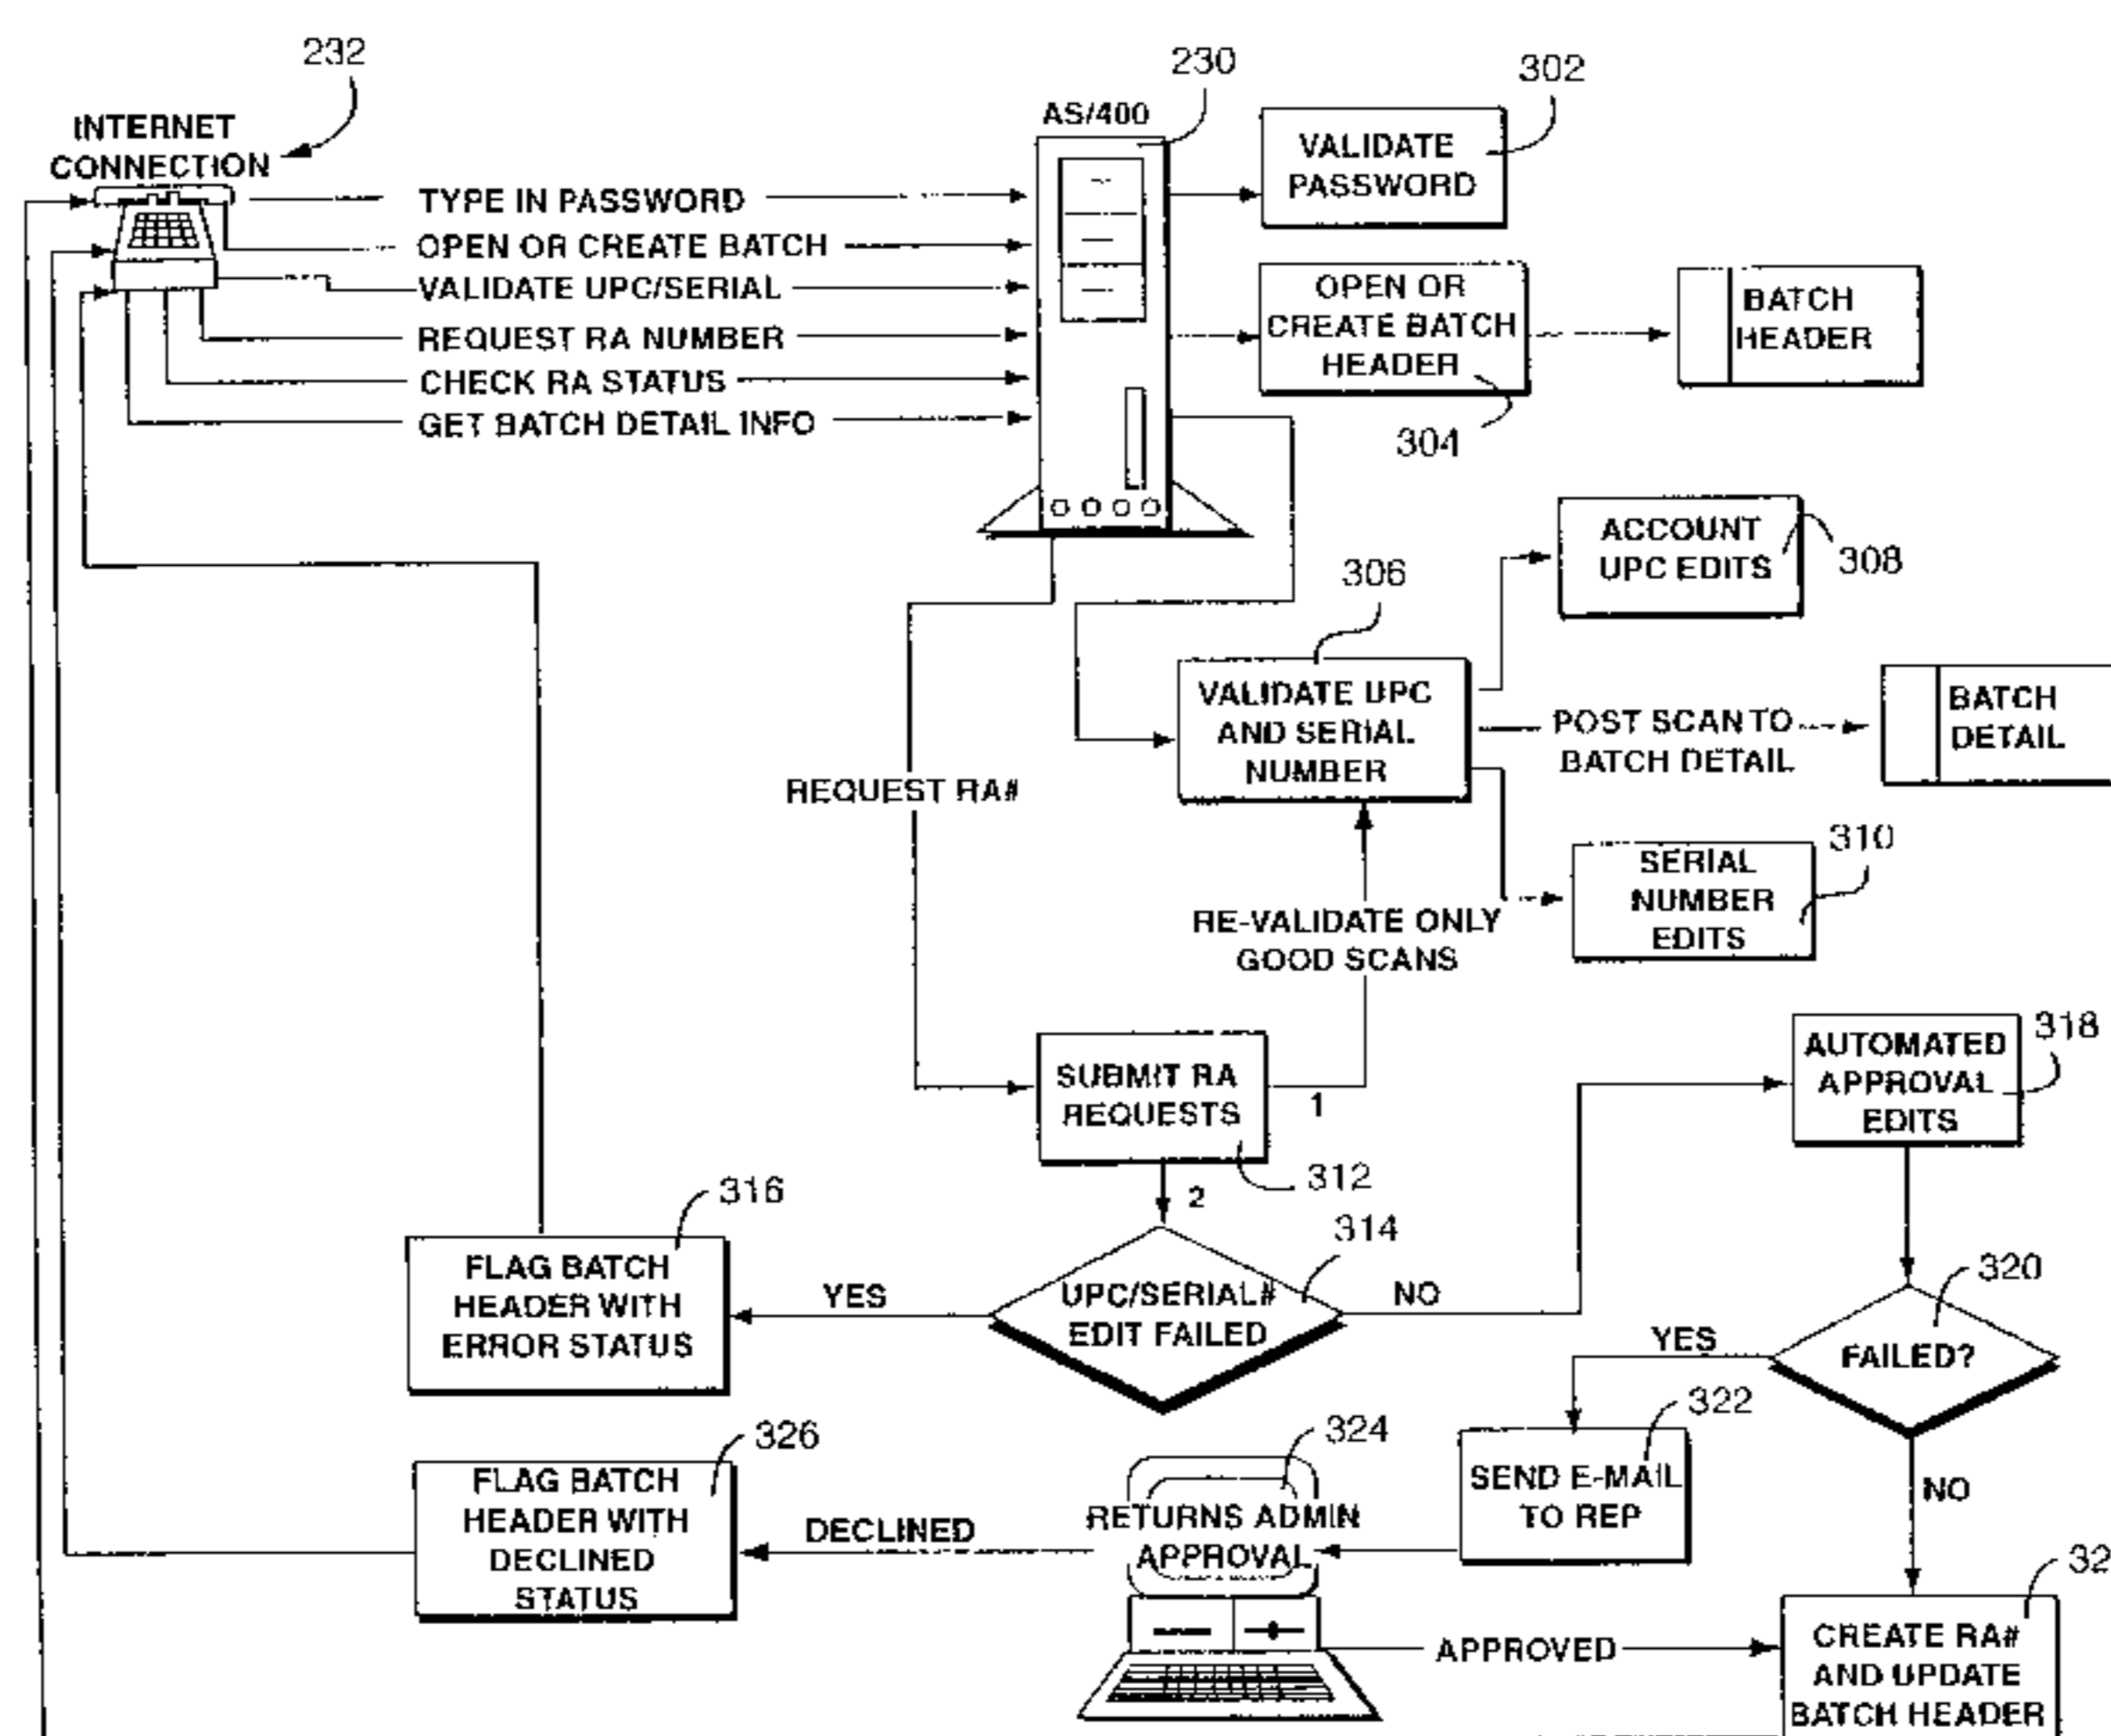 232
230
302
INTERNET
CONNECTION
AS/400
VALIDATE
PASSWORD
TYPE IN PASSWORD
OPEN OR CREATE BATCH
VALIDATE UPC/SERIAL
REQUEST RA NUMBER
CHECK RA STATUS
GET BATCH DETAIL INFO
OPEN OR
CREATE BATCH
HEADER
BATCH
HEADER
304
ACCOUNT
UPC EDITS
308
306
VALIDATE UPC
AND SERIAL
NUMBER
POST SCAN TO
BATCH DETAIL
BATCH
DETAIL
REQUEST RA#
310
SERIAL
NUMBER
EDITS
RE-VALIDATE ONLY
GOOD SCANS
SUBMIT RA
REQUESTS
1
312
2
318
AUTOMATED
APPROVAL
EDITS
316
314
FLAG BATCH
HEADER WITH
ERROR STATUS
YES
UPC/SERIAL#
EDIT FAILED
NO
320
FAILED?
YES
322
SEND E-MAIL
TO REP
NO
326
324
FLAG BATCH
HEADER WITH
DECLINED
STATUS
DECLINED
RETURNS ADMIN
APPROVAL
APPROVED
32
CREATE RA#
AND UPDATE
BATCH HEADER